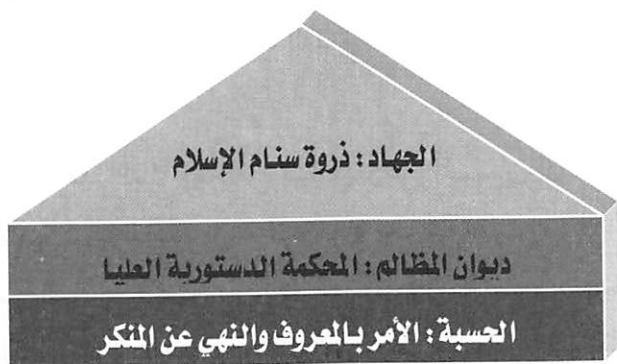 الجهاد : ذروة سنام الإسلام
ديوان المظالم : المحكمة الدستورية العليا
الحسبة : الأمر بالمعروف والنهي عن المنكر